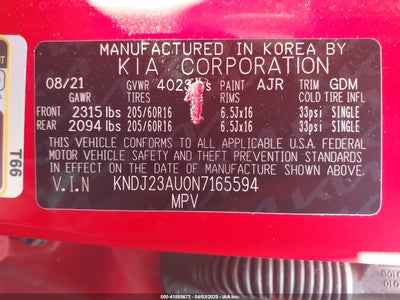 MANUFACTURED IN KOREA BY
KIA CORPORATION
08/21 GVWR 4023 PAINT AJR TRIM GDM
GAWR TIRES RIMS COLD TIRE INFL
FRONT 2315 lbs 205/60R16 6.5Jx16 33psi SINGLE
REAR 2094 lbs 205/60R16 6.5Jx16 33psi SINGLE
THIS VEHICLE CONFORMS TO ALL APPLICABLE U.S.A FEDERAL
MOTOR VEHICLE SAFETY AND THEFT PREVENTION STANDARDS
IN EFFECT ON THE DATE OF MANUFACTURE SHOWN ABOVE.
V.I.N KNDJ23AU0N7165594
MPV
T66
IAA 000-41888672 - 04/03/2025 - IAAI.COM